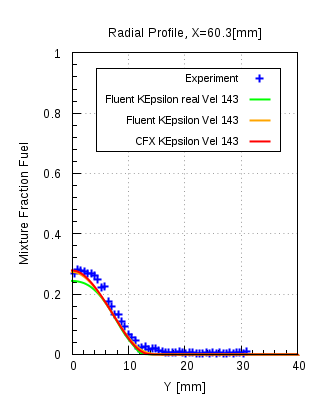 Radial Profile, X=60.3[mm]
1
Experiment
Fluent KEpsilon real Vel 143
Fluent KEpsilon Vel 143
CFX KEpsilon Vel 143
0.8
0.6
0.4
0.2
0
Mixture Fraction Fuel
0 10 20 30 40
Y [mm]